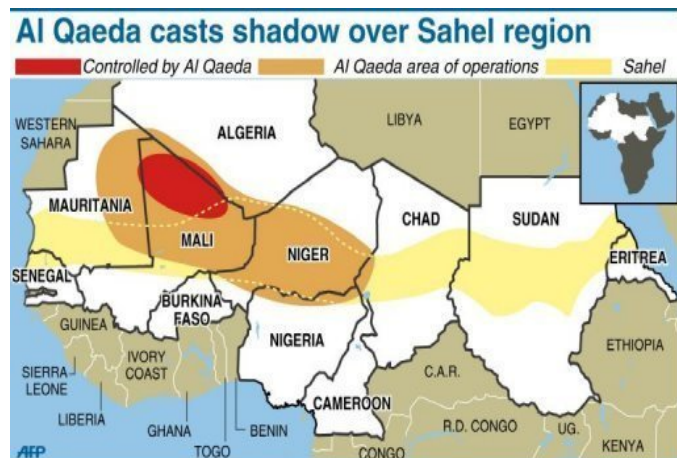 Al Qaeda casts shadow over Sahel region
Controlled by Al Qaeda
Al Qaeda area of operations
Sahel
WESTERN
SAHARA
ALGERIA
LIBYA
EGYPT
MAURITANIA
MALI
NIGER
CHAD
SUDAN
ERITREA
SENEGAL
BURKINA
FASO
NIGERIA
GUINEA
IVORY
COAST
SIERRA
LEONE
LIBERIA
GHANA
TOGO
BENIN
CAMEROON
C.A.R.
ETHIOPIA
R.D. CONGO
UG.
KENYA
CONGO
AFP